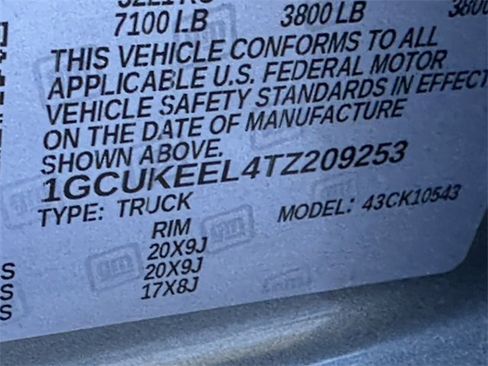 7100 LB 3800 LB 380
THIS VEHICLE CONFORMS TO ALL
APPLICABLE U.S. FEDERAL MOTOR
VEHICLE SAFETY STANDARDS IN EFFECT
ON THE DATE OF MANUFACTURE
SHOWN ABOVE.
1GCUKEEL4TZ209253
TYPE: TRUCK MODEL: 43CK10543
RIM
20X9J
S 20X9J
S 17X8J
S